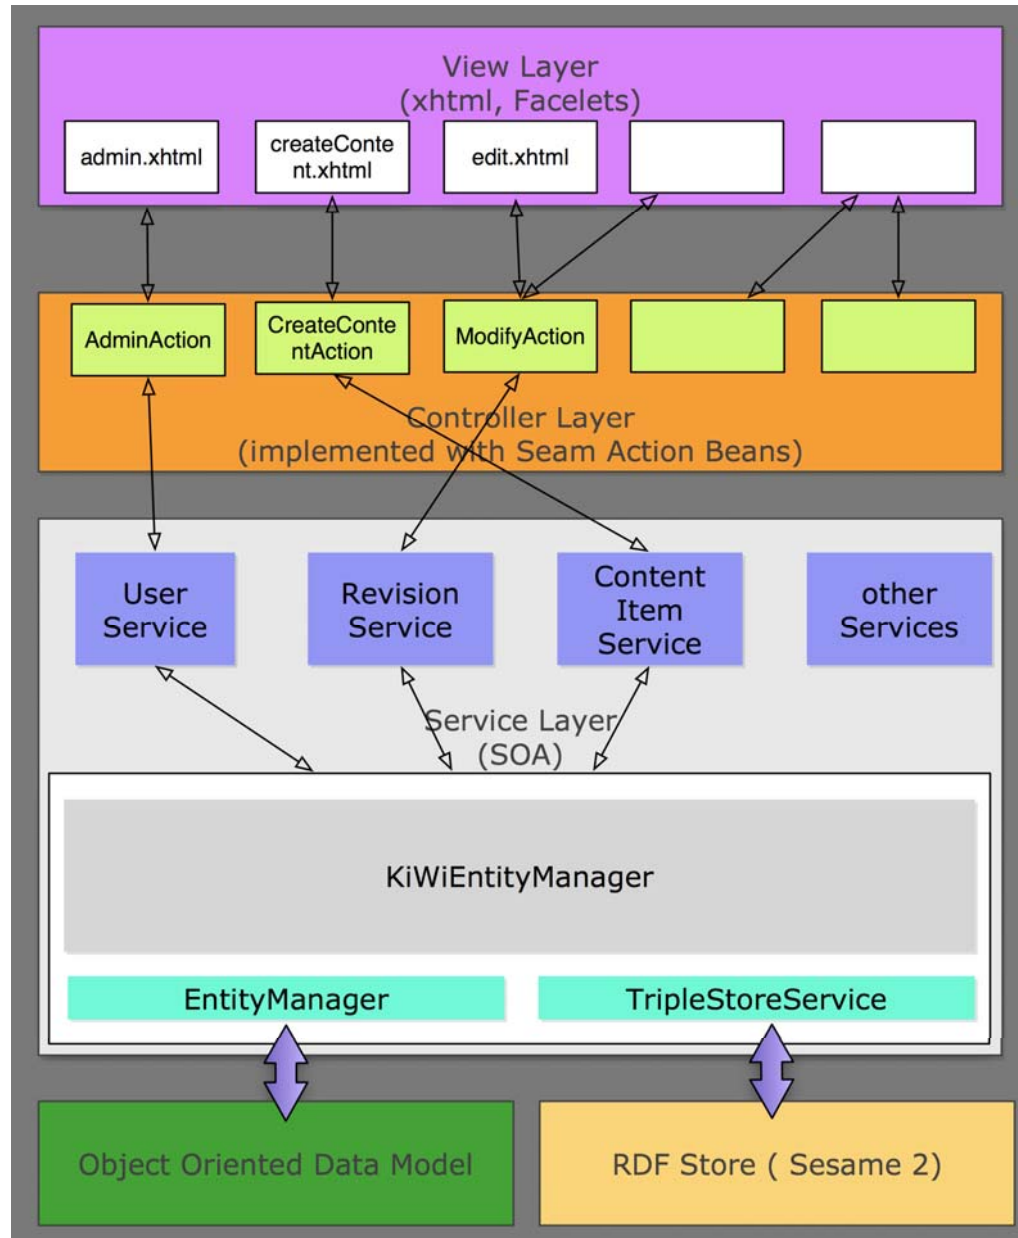 View Layer
(xhtml, Facelets)
admin.xhtml
createConte
nt.xhtml
edit.xhtml
AdminAction
CreateConte
ntAction
ModifyAction
Controller Layer
(implemented with Seam Action Beans)
User
Service
Revision
Service
Content
Item
Service
other
Services
Service Layer
(SOA)
KiWiEntityManager
EntityManager
TripleStoreService
Object Oriented Data Model
RDF Store ( Sesame 2)